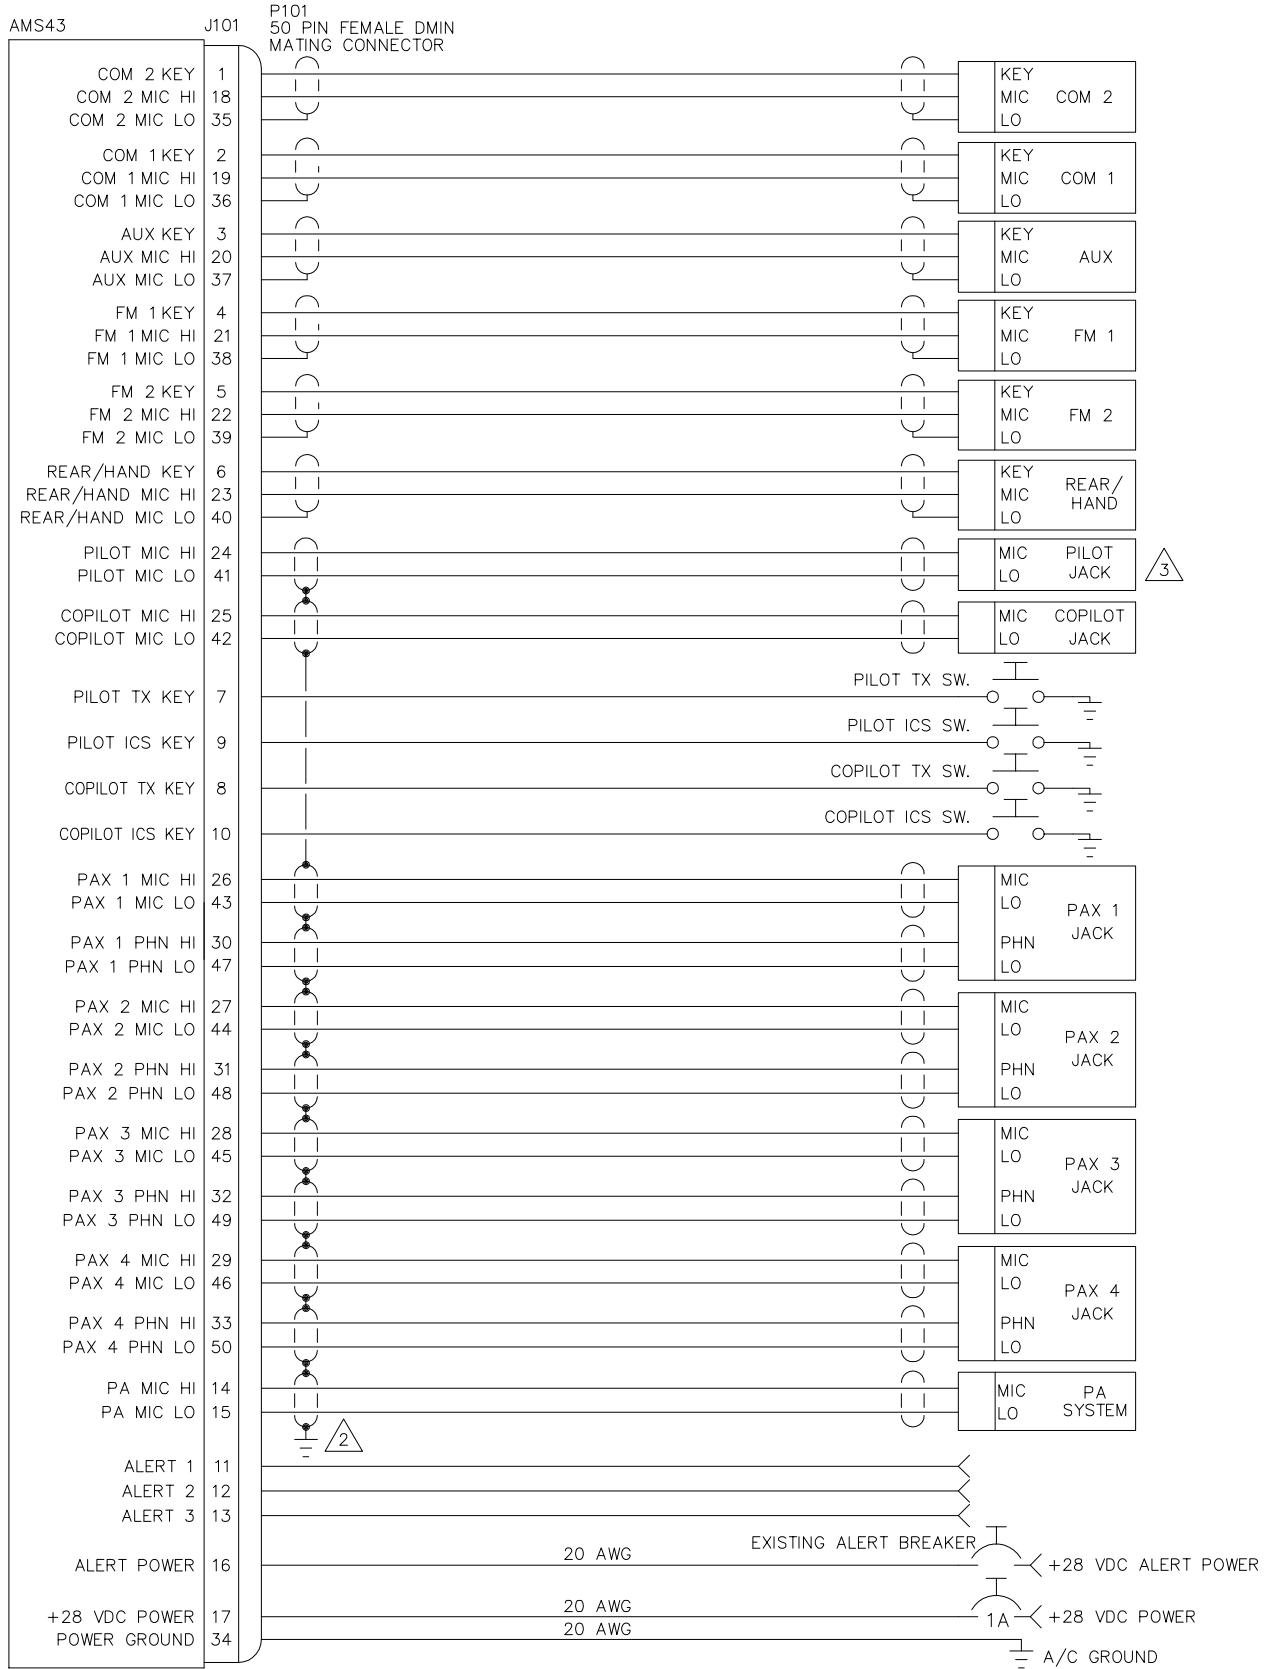 AMS43 J101 P101
50 PIN FEMALE DMIN
MATING CONNECTOR
COM 2 KEY 1 KEY
COM 2 MIC HI 18 MIC COM 2
COM 2 MIC LO 35 LO
COM 1 KEY 2 KEY
COM 1 MIC HI 19 MIC COM 1
COM 1 MIC LO 36 LO
AUX KEY 3 KEY
AUX MIC HI 20 MIC AUX
AUX MIC LO 37 LO
FM 1 KEY 4 KEY
FM 1 MIC HI 21 MIC FM 1
FM 1 MIC LO 38 LO
FM 2 KEY 5 KEY
FM 2 MIC HI 22 MIC FM 2
FM 2 MIC LO 39 LO
REAR/HAND KEY 6 KEY REAR/
REAR/HAND MIC HI 23 MIC HAND
REAR/HAND MIC LO 40 LO
PILOT MIC HI 24 MIC PILOT
PILOT MIC LO 41 LO JACK 3
COPILOT MIC HI 25 MIC COPILOT
COPILOT MIC LO 42 LO JACK
PILOT TX KEY 7 PILOT TX SW.
PILOT ICS KEY 9 PILOT ICS SW.
COPILOT TX KEY 8 COPILOT TX SW.
COPILOT ICS KEY 10 COPILOT ICS SW.
PAX 1 MIC HI 26 MIC
PAX 1 MIC LO 43 LO PAX 1
PAX 1 PHN HI 30 PHN JACK
PAX 1 PHN LO 47 LO
PAX 2 MIC HI 27 MIC
PAX 2 MIC LO 44 LO PAX 2
PAX 2 PHN HI 31 PHN JACK
PAX 2 PHN LO 48 LO
PAX 3 MIC HI 28 MIC
PAX 3 MIC LO 45 LO PAX 3
PAX 3 PHN HI 32 PHN JACK
PAX 3 PHN LO 49 LO
PAX 4 MIC HI 29 MIC
PAX 4 MIC LO 46 LO PAX 4
PAX 4 PHN HI 33 PHN JACK
PAX 4 PHN LO 50 LO
PA MIC HI 14 MIC PA
PA MIC LO 15 LO SYSTEM
2
ALERT 1 11
ALERT 2 12
ALERT 3 13
EXISTING ALERT BREAKER
ALERT POWER 16 20 AWG +28 VDC ALERT POWER
+28 VDC POWER 17 20 AWG 1A +28 VDC POWER
POWER GROUND 34 20 AWG A/C GROUND